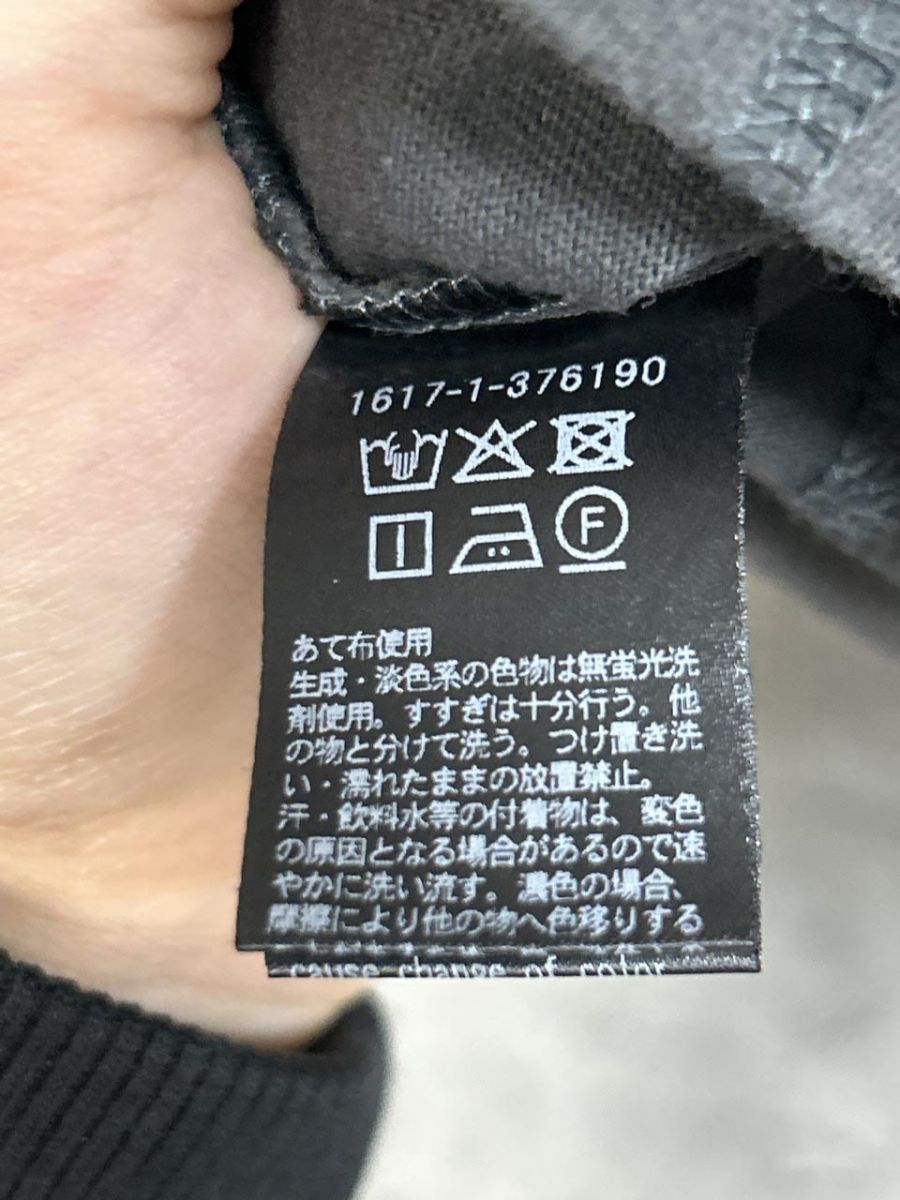 1617-1-376190
F
あて布使用
生成・淡色系の色物は無蛍光洗
剤使用。すすぎは十分行う。他
の物と分けて洗う。つけ置き洗
い・濡れたままの放置禁止。
汗・飲料水等の付着物は、変色
の原因となる場合があるので速
やかに洗い流す。濃色の場合、
摩擦により他の物へ色移りする
cause change of color